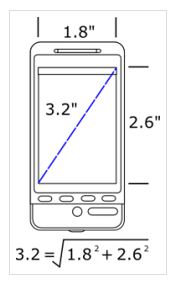 1.8"
3.2"
2.6"
3.2 = √1.8² + 2.6²